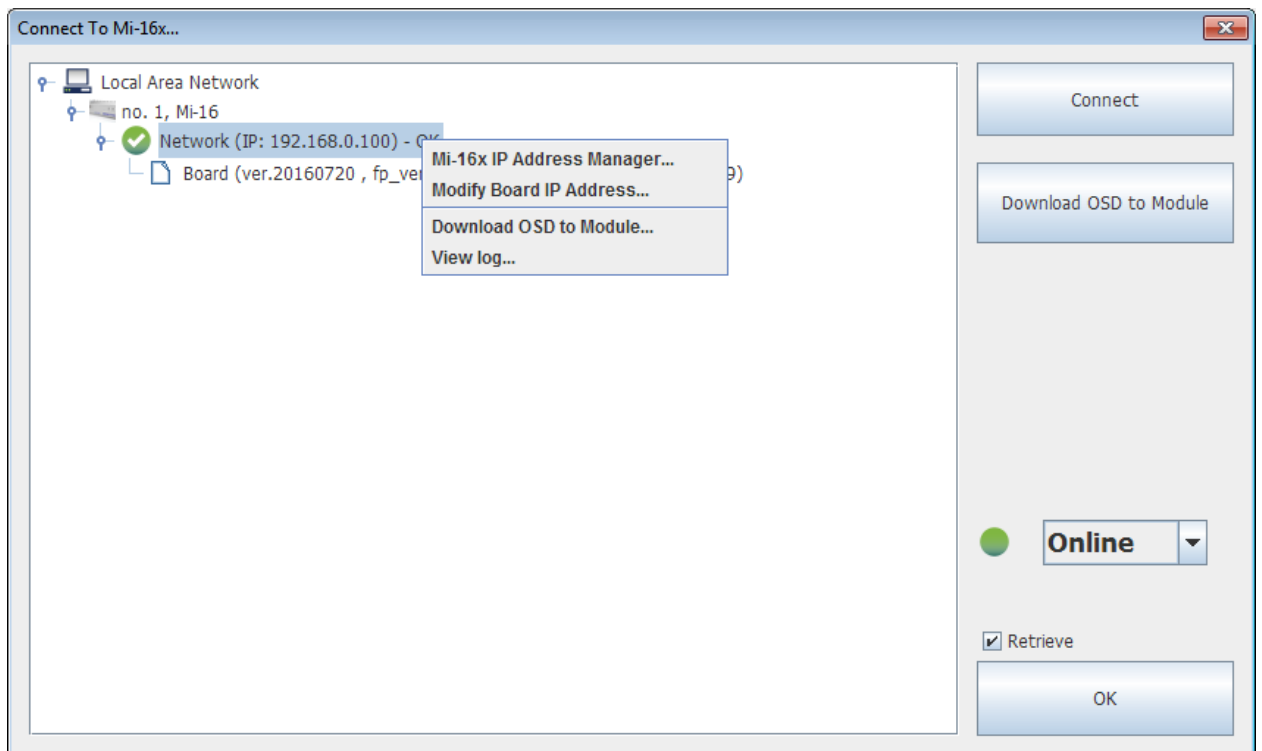 Connect To Mi-16x...
Local Area Network
Connect
no. 1, Mi-16
Network (IP: 192.168.0.100) - OK
Mi-16x IP Address Manager...
Board (ver.20160720 , fp_ver 9)
Modify Board IP Address...
Download OSD to Module
Download OSD to Module...
View log...
Online
Retrieve
OK